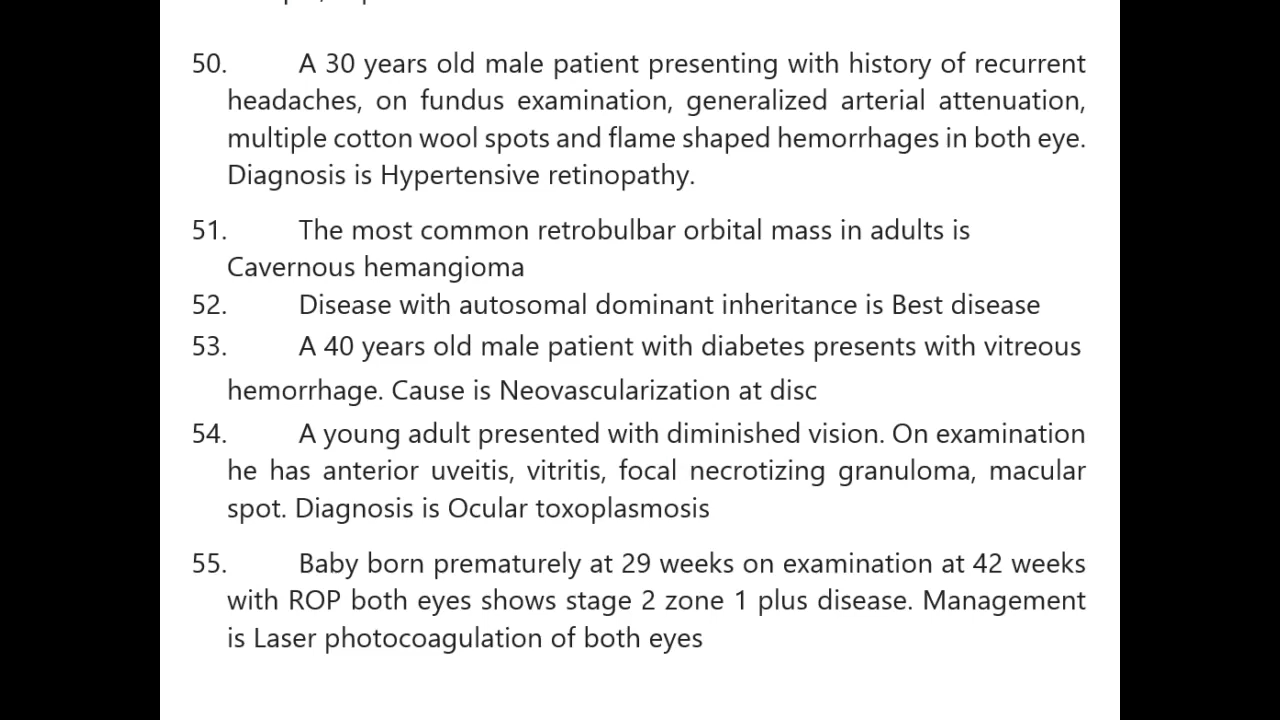 50. A 30 years old male patient presenting with history of recurrent
headaches, on fundus examination, generalized arterial attenuation,
multiple cotton wool spots and flame shaped hemorrhages in both eye.
Diagnosis is Hypertensive retinopathy.
51. The most common retrobulbar orbital mass in adults is
Cavernous hemangioma
52. Disease with autosomal dominant inheritance is Best disease
53. A 40 years old male patient with diabetes presents with vitreous
hemorrhage. Cause is Neovascularization at disc
54. A young adult presented with diminished vision. On examination
he has anterior uveitis, vitritis, focal necrotizing granuloma, macular
spot. Diagnosis is Ocular toxoplasmosis
55. Baby born prematurely at 29 weeks on examination at 42 weeks
with ROP both eyes shows stage 2 zone 1 plus disease. Management
is Laser photocoagulation of both eyes